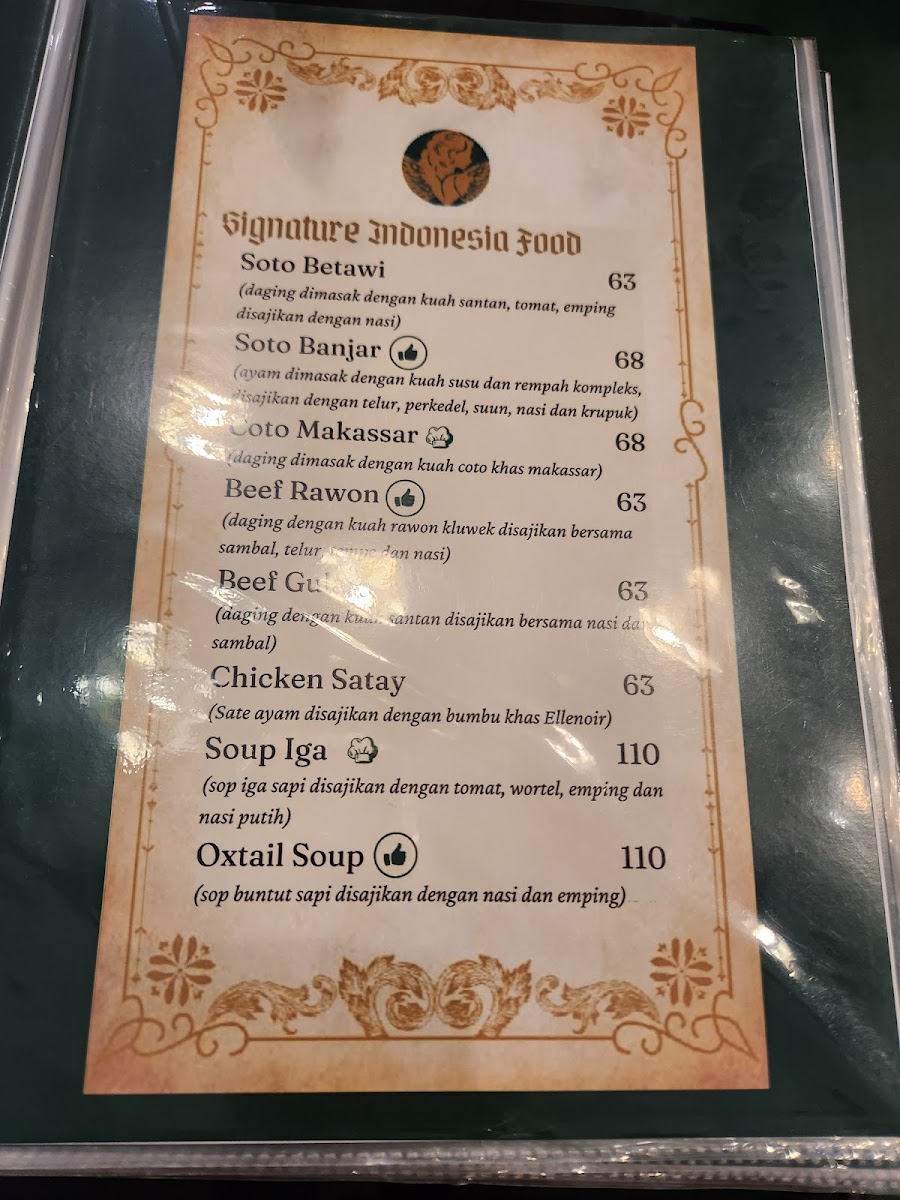 Signature Indonesia Food
Soto Betawi 63
(daging dimasak dengan kuah santan, tomat, emping
disajikan dengan nasi)
Soto Banjar 68
(ayam dimasak dengan kuah susu dan rempah kompleks,
disajikan dengan telur, perkedel, suun, nasi dan krupuk)
Coto Makassar 68
(daging dimasak dengan kuah coto khas makassar)
Beef Rawon 63
(daging dengan kuah rawon kluwek disajikan bersama
sambal, telur, dan nasi)
Beef 63
(daging dengan kuah santan disajikan bersama nasi dan
sambal)
Chicken Satay 63
(Sate ayam disajikan dengan bumbu khas Ellenoir)
Soup Iga 110
(sop iga sapi disajikan dengan tomat, wortel, emping dan
nasi putih)
Oxtail Soup 110
(sop buntut sapi disajikan dengan nasi dan emping)